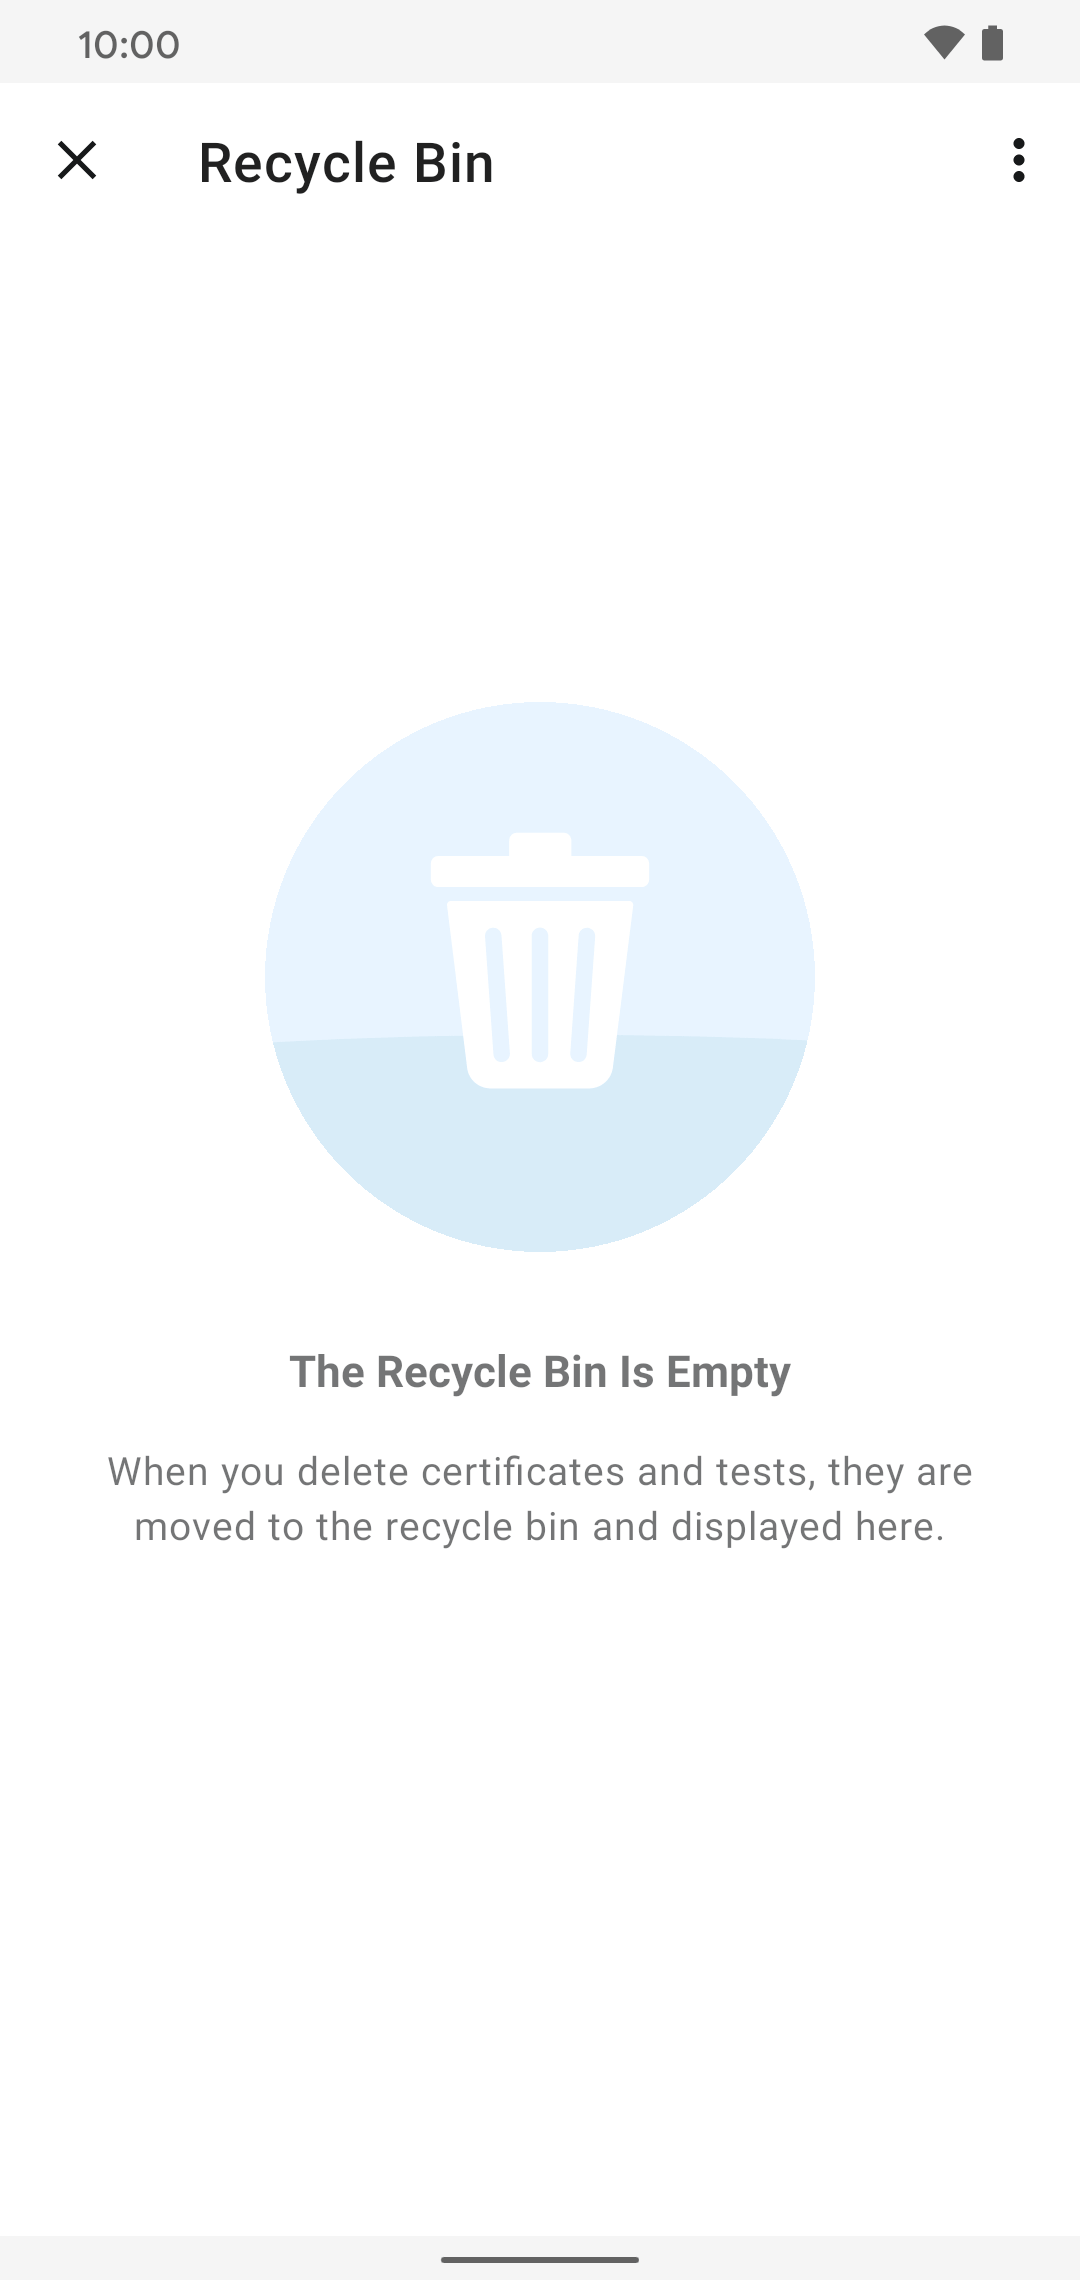 10:00
Recycle Bin
The Recycle Bin Is Empty
When you delete certificates and tests, they are
moved to the recycle bin and displayed here.